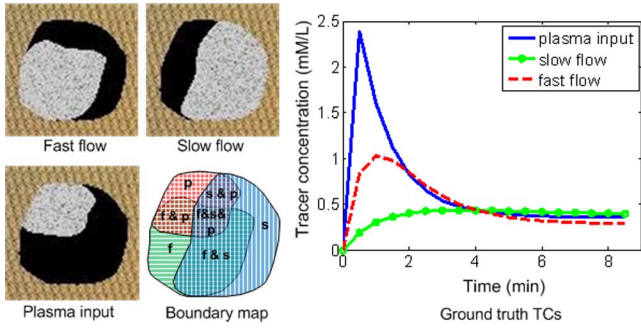 Fast flow
Slow flow
Plasma input
p
s & p
f & p
f&s&
p
s
f
f & s
Boundary map
Tracer concentration (mM/L)
2.5
2
1.5
1
0.5
0
0
2
4
6
8
plasma input
slow flow
fast flow
Time (min)
Ground truth TCs